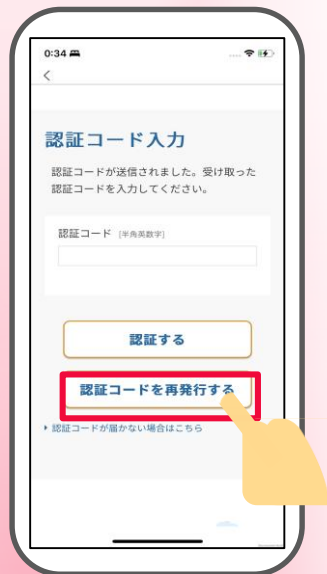 0:34
認証コード入力
認証コードが送信されました。受け取った
認証コードを入力してください。
認証コード [半角英数字]
認証する
認証コードを再発行する
認証コードが届かない場合はこちら